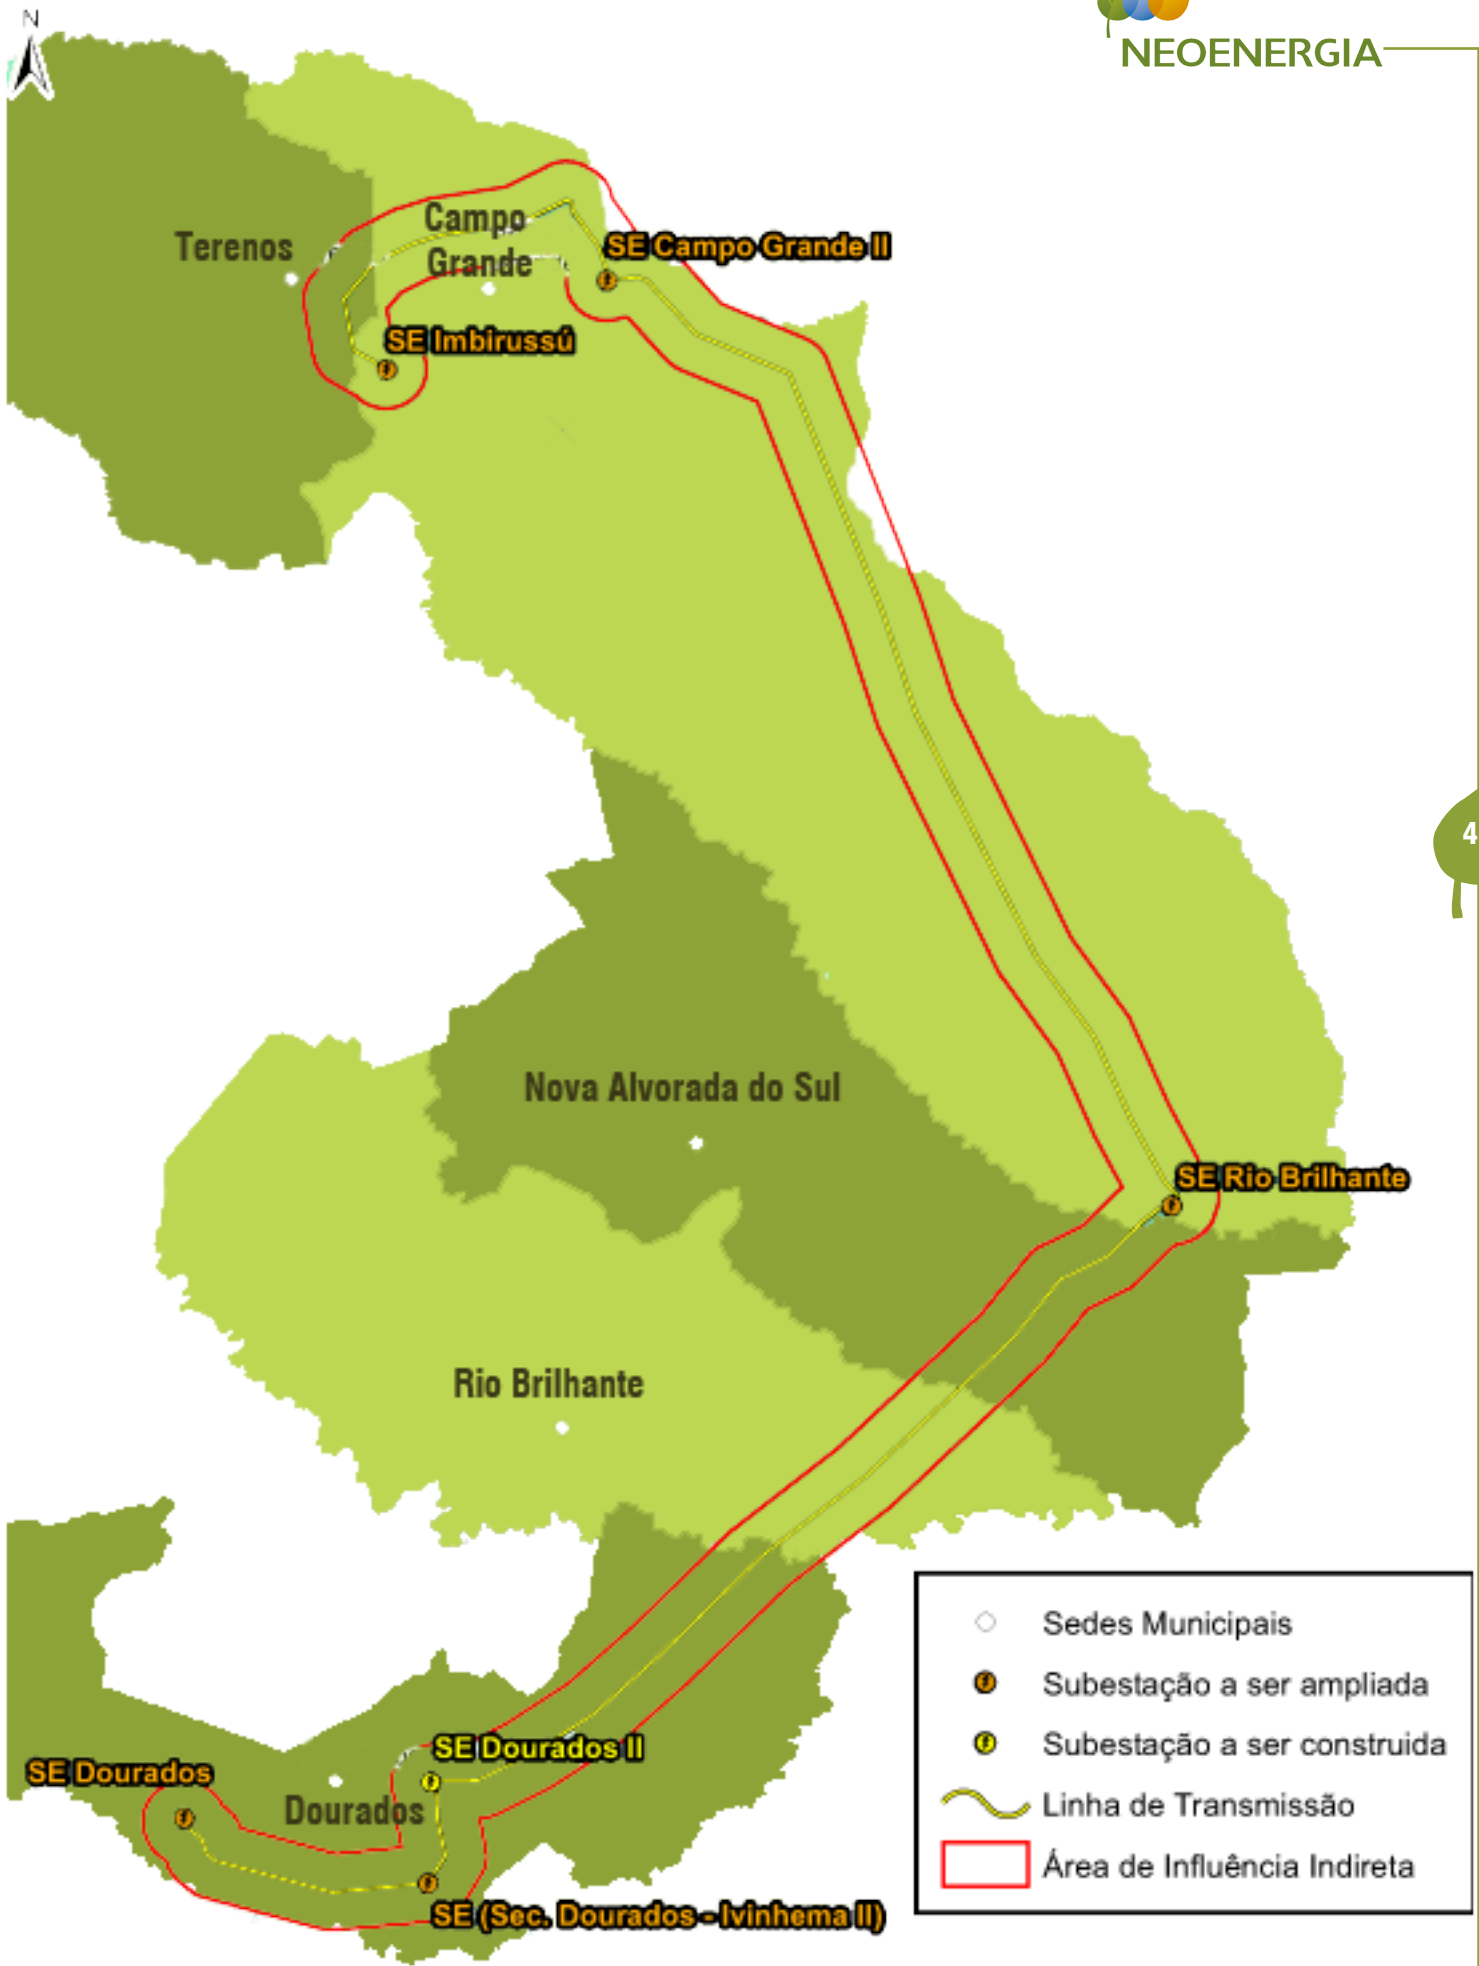 N
NEOENERGIA
Campo
Grande
Terenos
SE Campo Grande II
SE Imbirussú
4
Nova Alvorada do Sul
SE Rio Brilhante
Rio Brilhante
SE Dourados II
SE Dourados
Dourados
SE (Sec. Dourados - Ivinhema II)
Sedes Municipais
Subestação a ser ampliada
Subestação a ser construida
Linha de Transmissão
Área de Influência Indireta